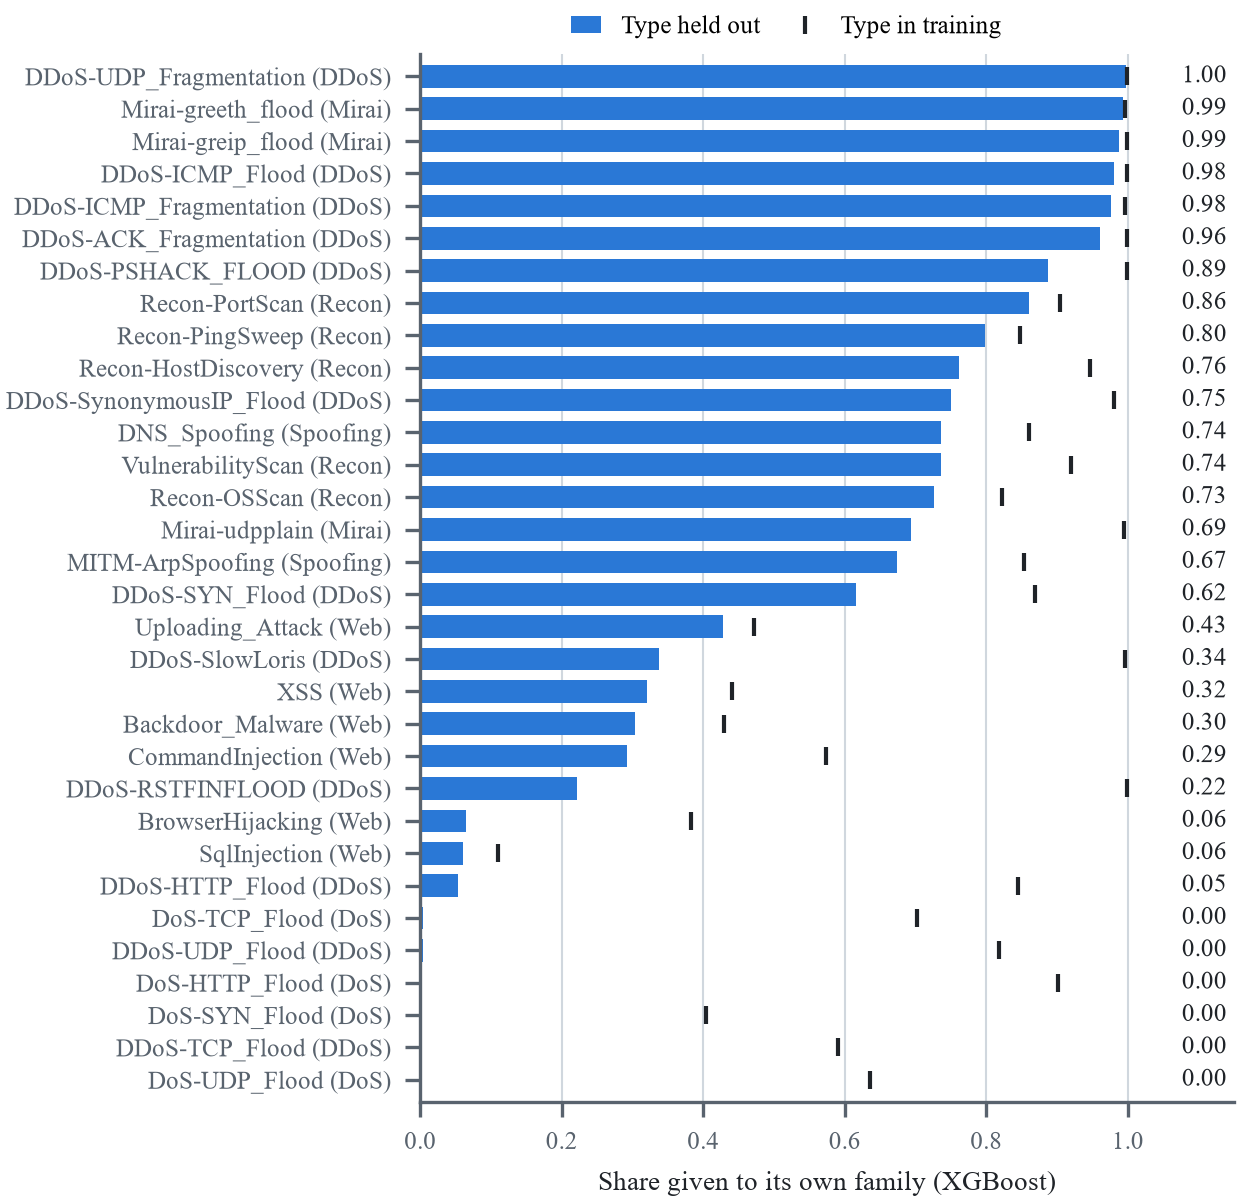 Type held out Type in training
DDoS-UDP_Fragmentation (DDoS) 1.00
Mirai-greeth_flood (Mirai) 0.99
Mirai-greip_flood (Mirai) 0.99
DDoS-ICMP_Flood (DDoS) 0.98
DDoS-ICMP_Fragmentation (DDoS) 0.98
DDoS-ACK_Fragmentation (DDoS) 0.96
DDoS-PSHACK_FLOOD (DDoS) 0.89
Recon-PortScan (Recon) 0.86
Recon-PingSweep (Recon) 0.80
Recon-HostDiscovery (Recon) 0.76
DDoS-SynonymousIP_Flood (DDoS) 0.75
DNS_Spoofing (Spoofing) 0.74
VulnerabilityScan (Recon) 0.74
Recon-OSScan (Recon) 0.73
Mirai-udpplain (Mirai) 0.69
MITM-ArpSpoofing (Spoofing) 0.67
DDoS-SYN_Flood (DDoS) 0.62
Uploading_Attack (Web) 0.43
DDoS-SlowLoris (DDoS) 0.34
XSS (Web) 0.32
Backdoor_Malware (Web) 0.30
CommandInjection (Web) 0.29
DDoS-RSTFINFLOOD (DDoS) 0.22
BrowserHijacking (Web) 0.06
SqlInjection (Web) 0.06
DDoS-HTTP_Flood (DDoS) 0.05
DoS-TCP_Flood (DoS) 0.00
DDoS-UDP_Flood (DDoS) 0.00
DoS-HTTP_Flood (DoS) 0.00
DoS-SYN_Flood (DoS) 0.00
DDoS-TCP_Flood (DDoS) 0.00
DoS-UDP_Flood (DoS) 0.00
0.0 0.2 0.4 0.6 0.8 1.0
Share given to its own family (XGBoost)